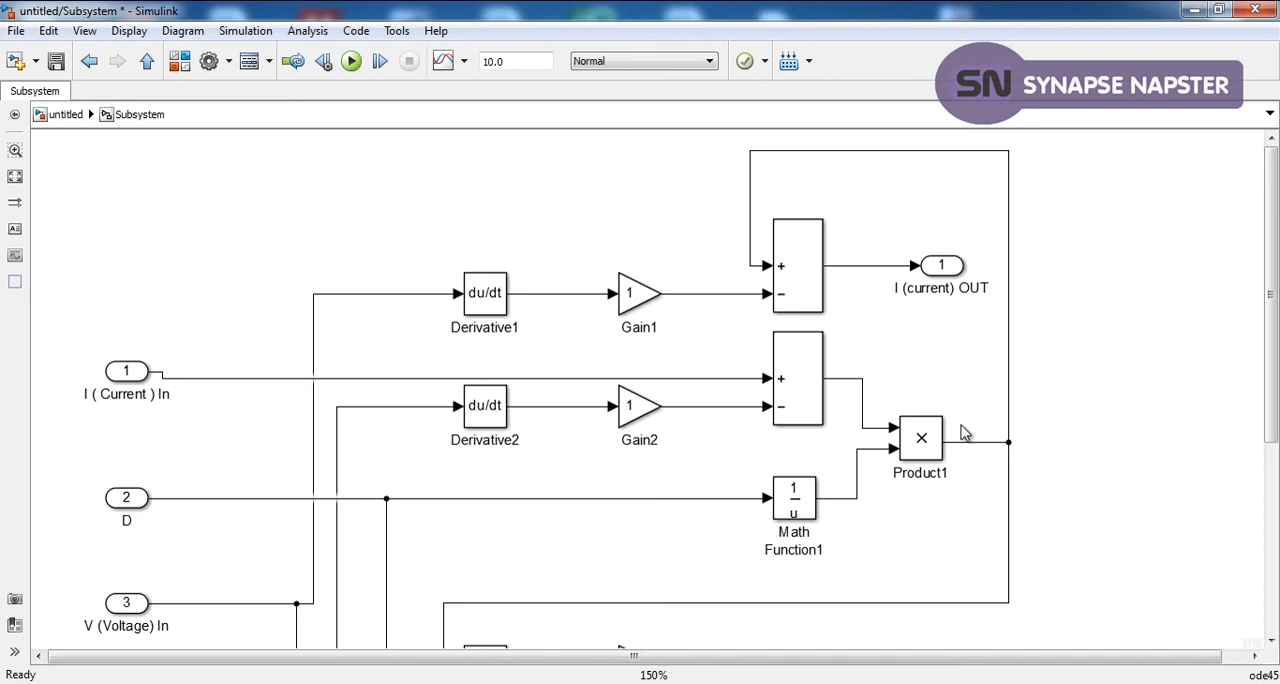 untitled/Subsystem * - Simulink
File Edit View Display Diagram Simulation Analysis Code Tools Help
10.0 Normal
SN SYNAPSE NAPSTER
Subsystem
untitled Subsystem
+
-
1
I (current) OUT
du/dt
Derivative1
1
Gain1
1
I ( Current ) In
+
-
du/dt
Derivative2
1
Gain2
×
Product1
2
D
1
u
Math
Function1
3
V (Voltage) In
Ready 150% ode45